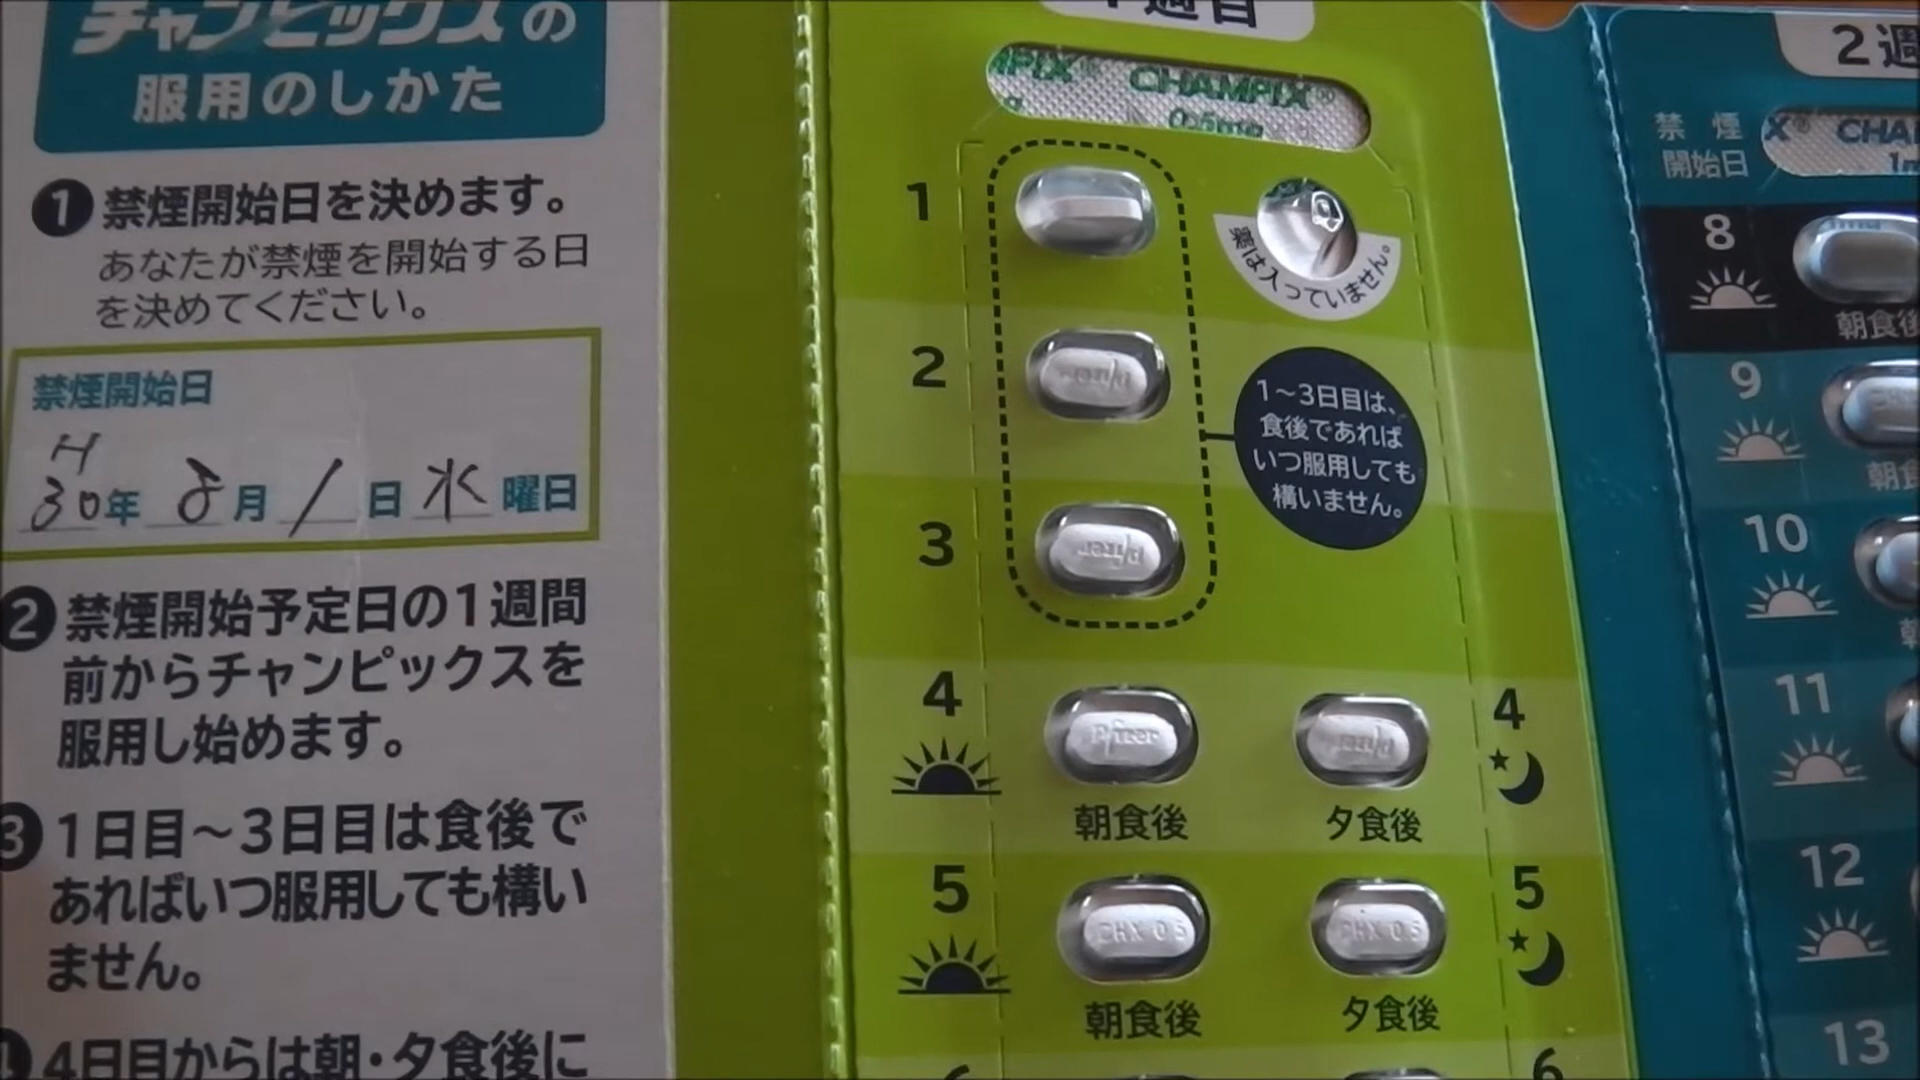 チャンピックスの
服用のしかた
1 禁煙開始日を決めます。
あなたが禁煙を開始する日
を決めてください。
禁煙開始日
H
30年 8月 1日 水曜日
2 禁煙開始予定日の1週間
前からチャンピックスを
服用し始めます。
3 1日目～3日目は食後で
あればいつ服用しても構い
ません。
4日目からは朝・夕食後に
週目
CHAMPIX®
0.5mg
1
薬は入っていません。
2
1～3日目は、
食後であれば
いつ服用しても
構いません。
3
Pfizer
4
Pfizer
4
朝食後
夕食後
5
CHX 0.5
CHX 0.5
5
朝食後
夕食後
6
2週
禁煙
開始日
8
朝食後
9
10
11
12
13